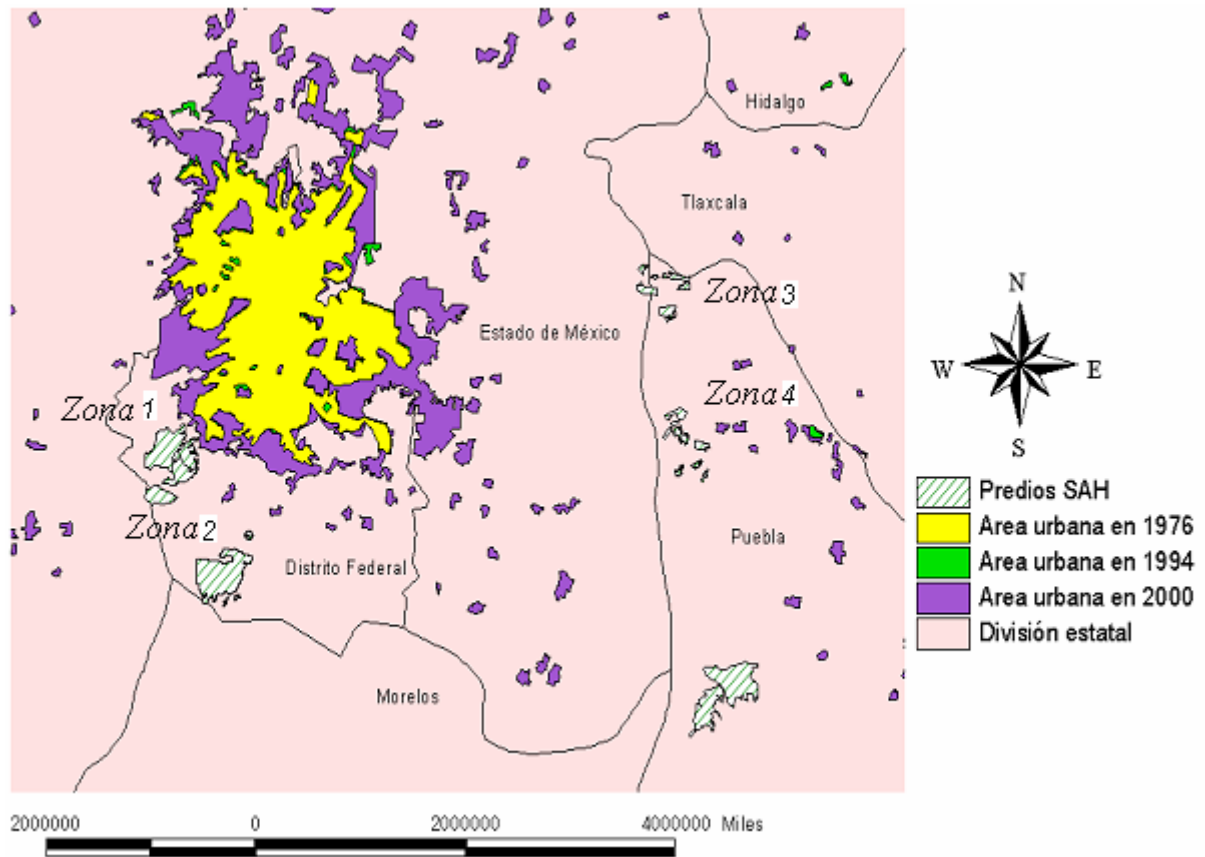 Hidalgo
Tlaxcala
Zona 3
Estado de México
Zona 4
Zona 1
Zona 2
Puebla
Distrito Federal
Morelos
N
W
E
S
Predios SAH
Area urbana en 1976
Area urbana en 1994
Area urbana en 2000
División estatal
2000000 0 2000000 4000000 Miles